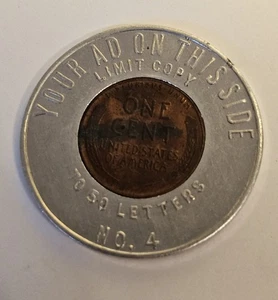 YOUR AD ON THIS SIDE
LIMIT COPY
ONE
CENT
UNITED STATES
OF AMERICA
TO 50 LETTERS
NO. 4